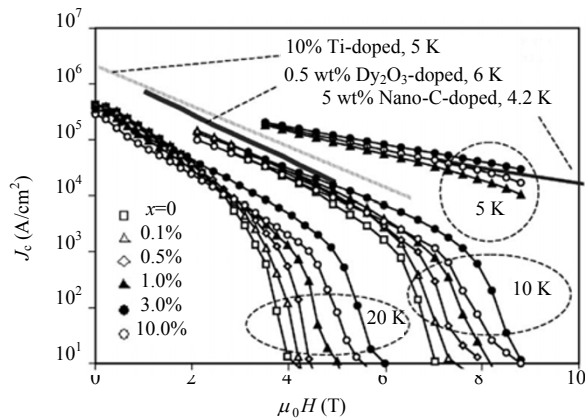 10⁷
10⁶
10⁵
10⁴
10³
10²
10¹
J_c (A/cm²)
10% Ti-doped, 5 K
0.5 wt% Dy₂O₃-doped, 6 K
5 wt% Nano-C-doped, 4.2 K
5 K
10 K
20 K
x=0
0.1%
0.5%
1.0%
3.0%
10.0%
0 2 4 6 8 10
μ₀H (T)